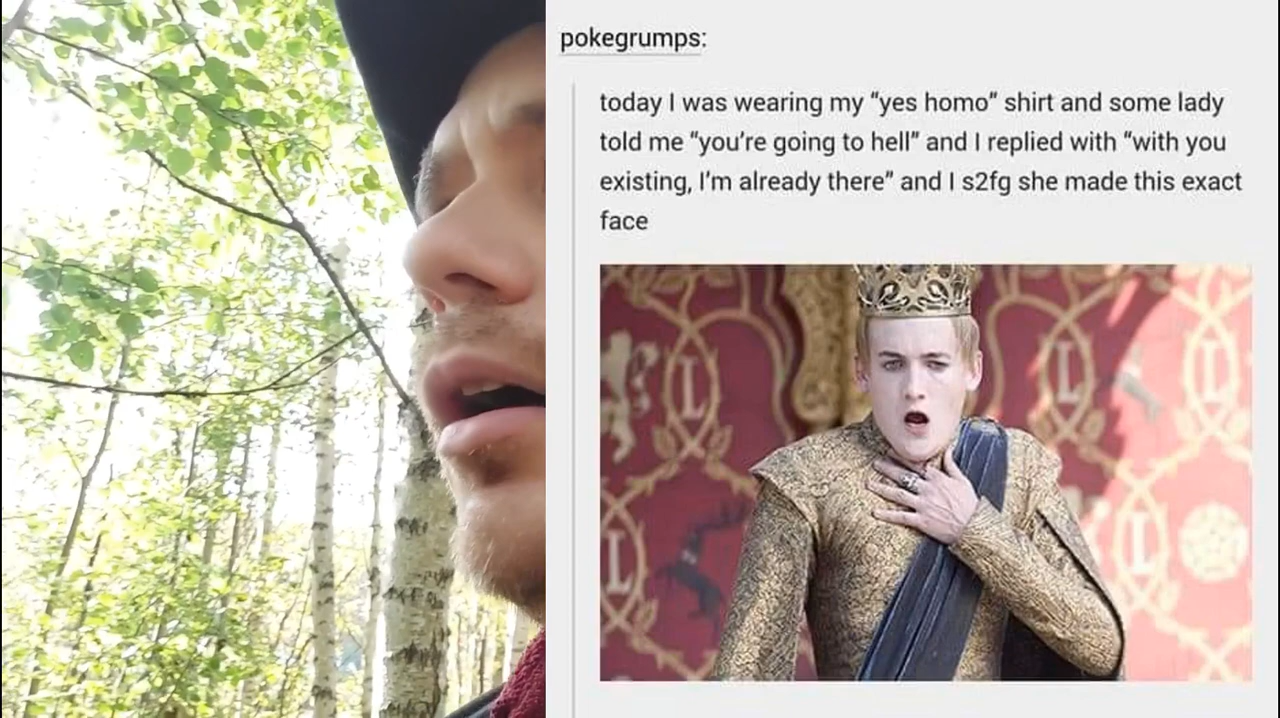 pokegrumps:
today I was wearing my “yes homo” shirt and some lady
told me “you’re going to hell” and I replied with “with you
existing, I’m already there” and I s2fg she made this exact
face
L
L
L
L
L